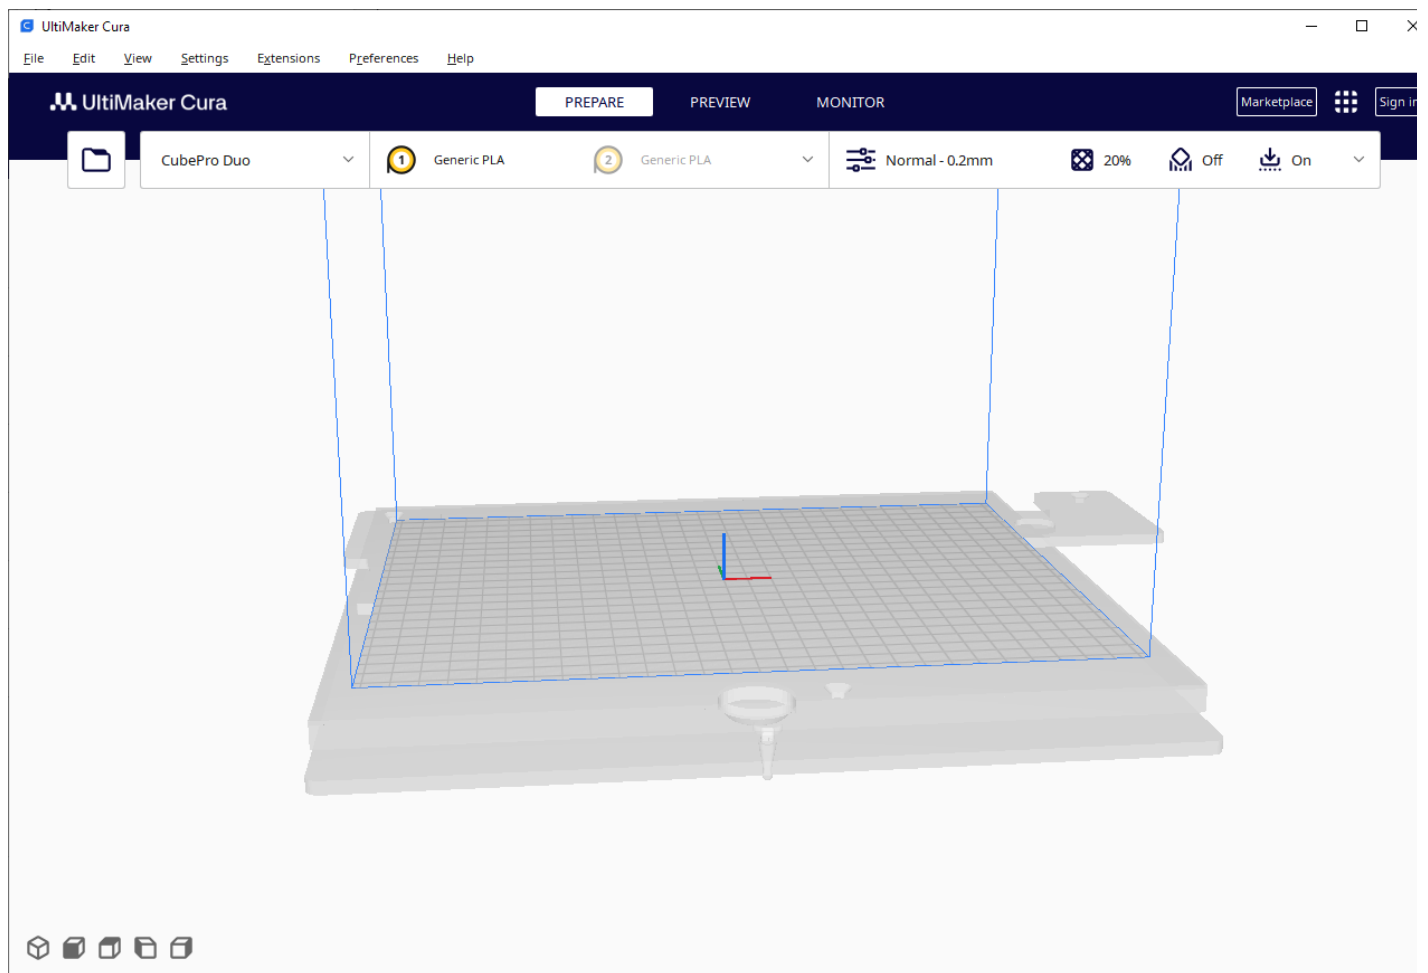 UltiMaker Cura
File Edit View Settings Extensions Preferences Help
UltiMaker Cura PREPARE PREVIEW MONITOR Marketplace Sign in
CubePro Duo 1 Generic PLA 2 Generic PLA Normal - 0.2mm 20% Off On